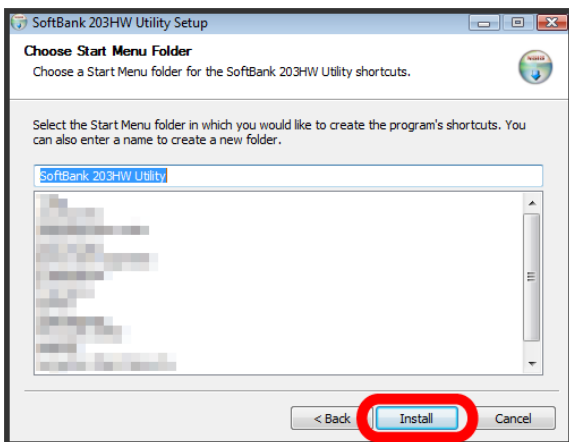 SoftBank 203HW Utility Setup
Choose Start Menu Folder
Choose a Start Menu folder for the SoftBank 203HW Utility shortcuts.
Select the Start Menu folder in which you would like to create the program's shortcuts. You
can also enter a name to create a new folder.
SoftBank 203HW Utility
< Back
Install
Cancel